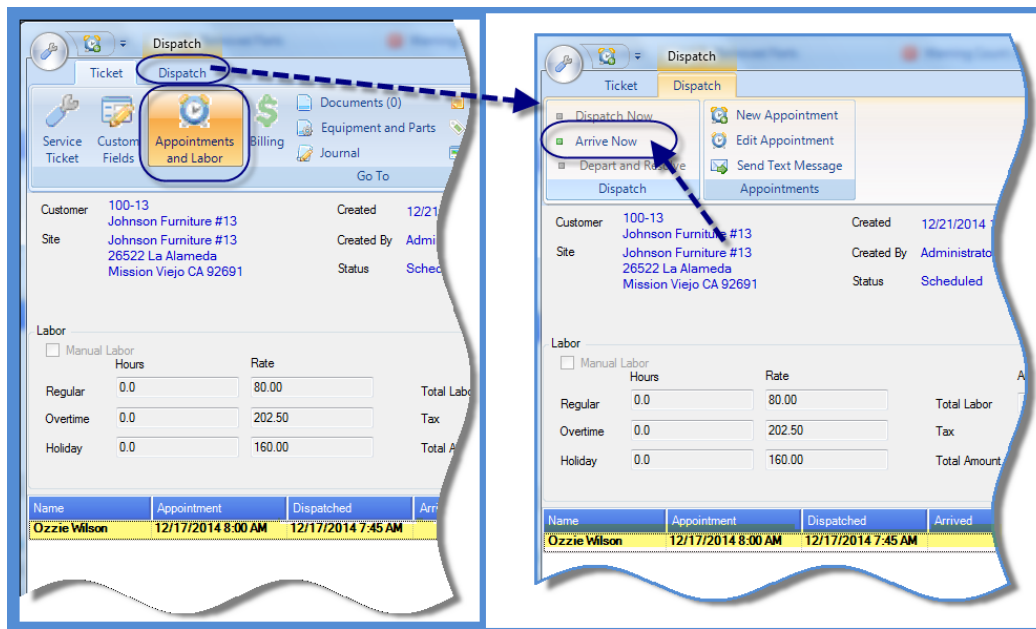 Dispatch
Ticket Dispatch
Service Ticket
Custom Fields
Appointments and Labor
Billing
Documents (0)
Equipment and Parts
Journal
Go To
Customer 100-13 Created 12/21
Johnson Furniture #13
Site Johnson Furniture #13 Created By Admi
26522 La Alameda
Mission Viejo CA 92691 Status Sched
Labor
Manual Labor
Hours Rate
Regular 0.0 80.00 Total Labo
Overtime 0.0 202.50 Tax
Holiday 0.0 160.00 Total A
Name Appointment Dispatched Arri
Ozzie Wilson 12/17/2014 8:00 AM 12/17/2014 7:45 AM
Dispatch
Ticket Dispatch
Dispatch Now New Appointment
Arrive Now Edit Appointment
Depart and Resolve Send Text Message
Dispatch Appointments
Customer 100-13 Created 12/21/2014 1
Johnson Furniture #13
Site Johnson Furniture #13 Created By Administrato
26522 La Alameda
Mission Viejo CA 92691 Status Scheduled
Labor
Manual Labor
Hours Rate A
Regular 0.0 80.00 Total Labor
Overtime 0.0 202.50 Tax
Holiday 0.0 160.00 Total Amount
Name Appointment Dispatched Arrived
Ozzie Wilson 12/17/2014 8:00 AM 12/17/2014 7:45 AM